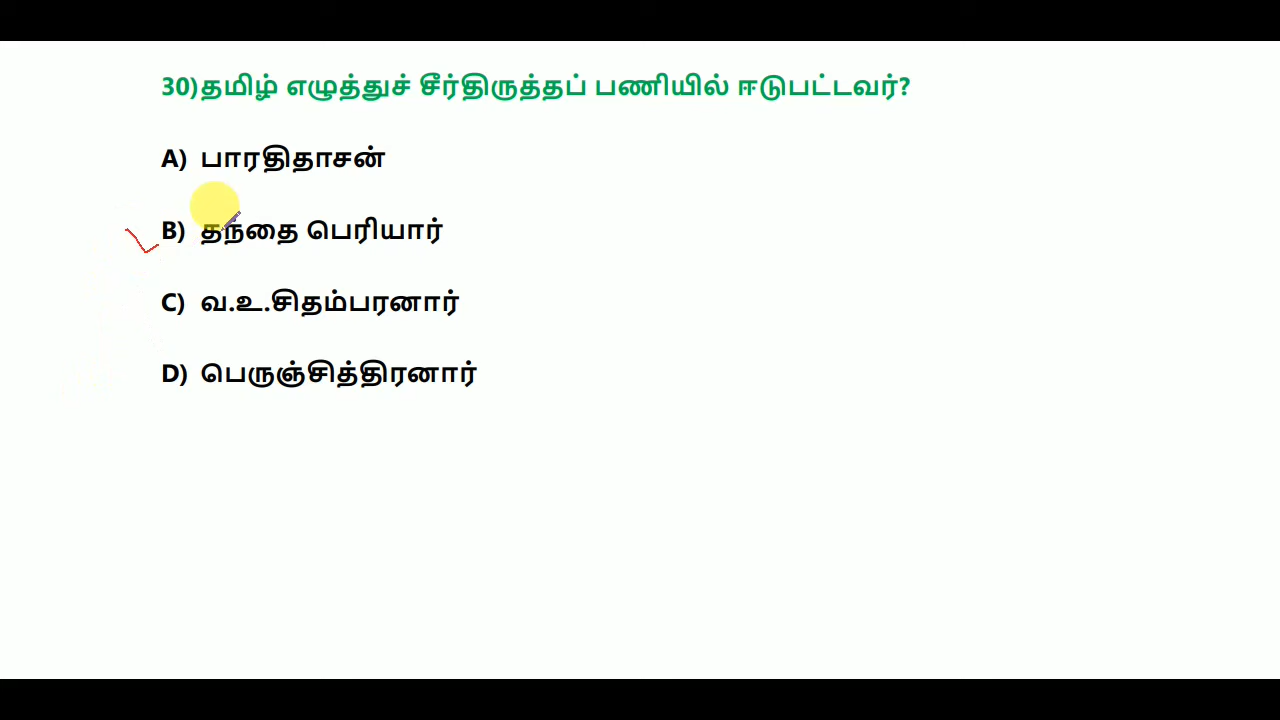 30)தமிழ் எழுத்துச் சீர்திருத்தப் பணியில் ஈடுபட்டவர்?
A) பாரதிதாசன்
B) தந்தை பெரியார்
C) வ.உ.சிதம்பரனார்
D) பெருஞ்சித்திரனார்